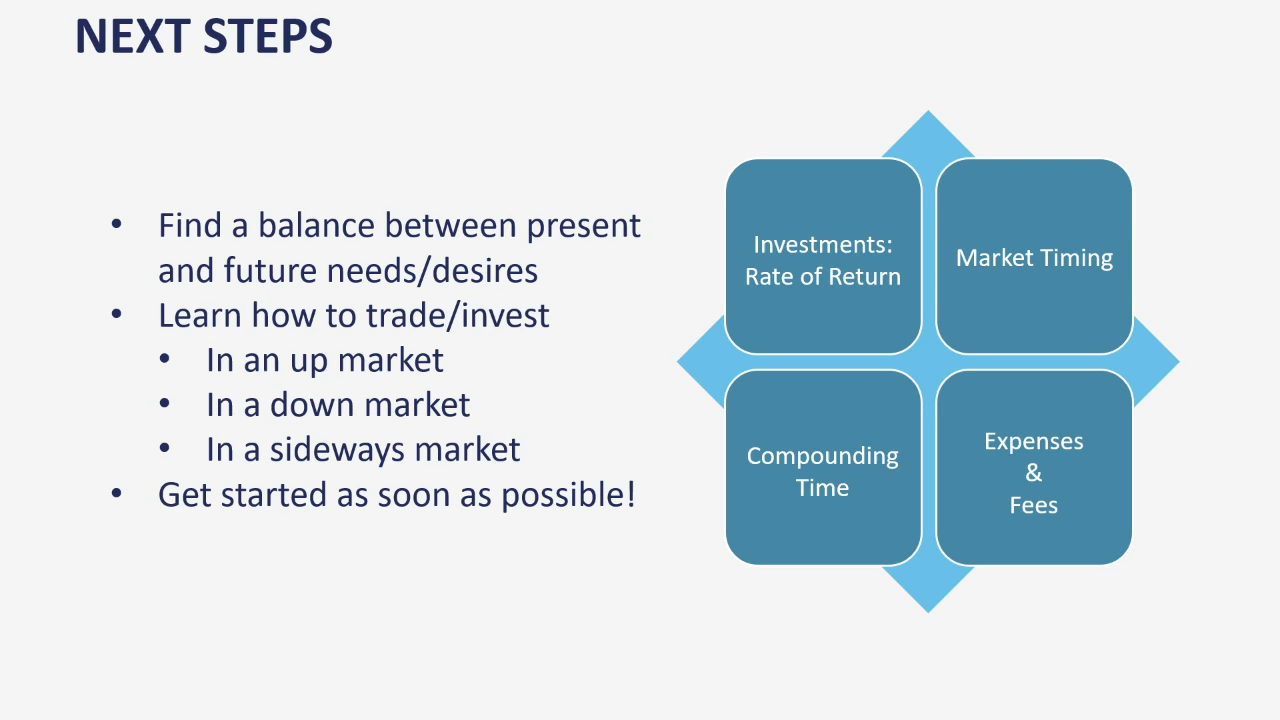 NEXT STEPS
• Find a balance between present
and future needs/desires
• Learn how to trade/invest
• In an up market
• In a down market
• In a sideways market
• Get started as soon as possible!
Investments:
Rate of Return
Market Timing
Compounding
Time
Expenses
&
Fees